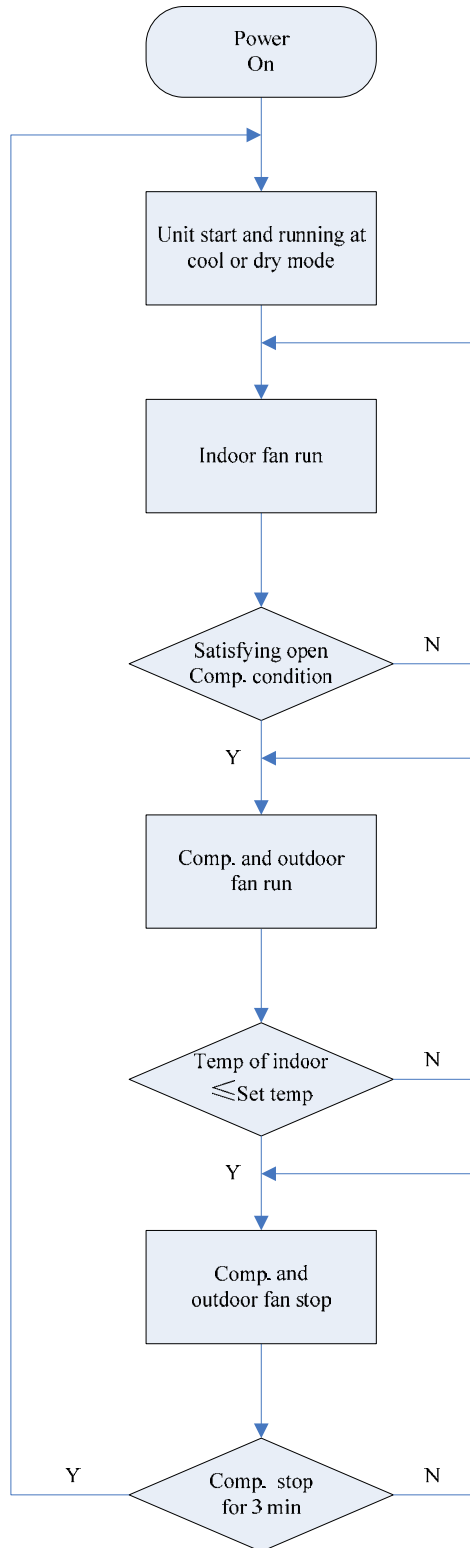 Power
On
Unit start and running at
cool or dry mode
Indoor fan run
Satisfying open
Comp. condition
N
Y
Comp. and outdoor
fan run
Temp of indoor
≤Set temp
N
Y
Comp. and
outdoor fan stop
Y
Comp. stop
for 3 min
N